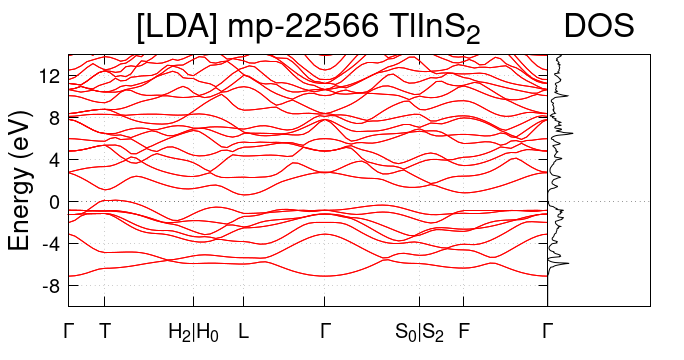 [LDA] mp-22566 TlInS2 DOS
Energy (eV)
12
8
4
0
-4
-8
Γ T H2|H0 L Γ S0|S2 F Γ